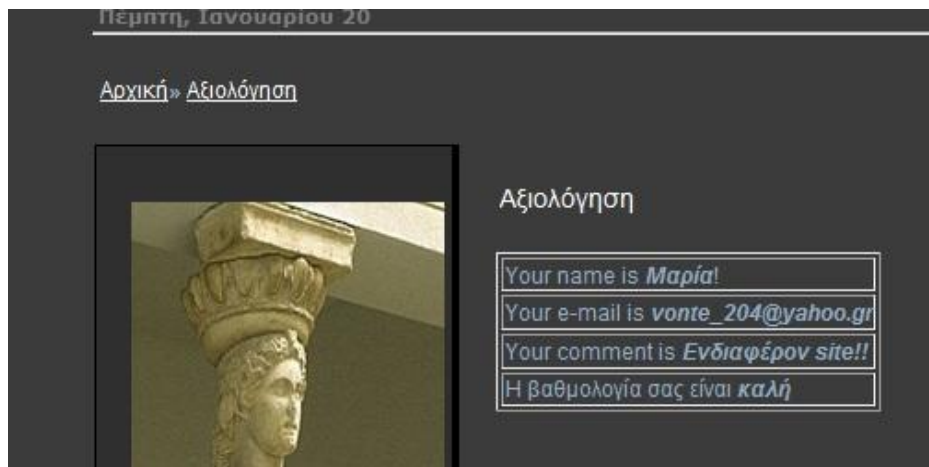 Πέμπτη, Ιανουαρίου 20
Αρχική» Αξιολόγηση
Αξιολόγηση
Your name is Μαρία!
Your e-mail is vonte_204@yahoo.gr
Your comment is Ενδιαφέρον site!!
Η βαθμολογία σας είναι καλή